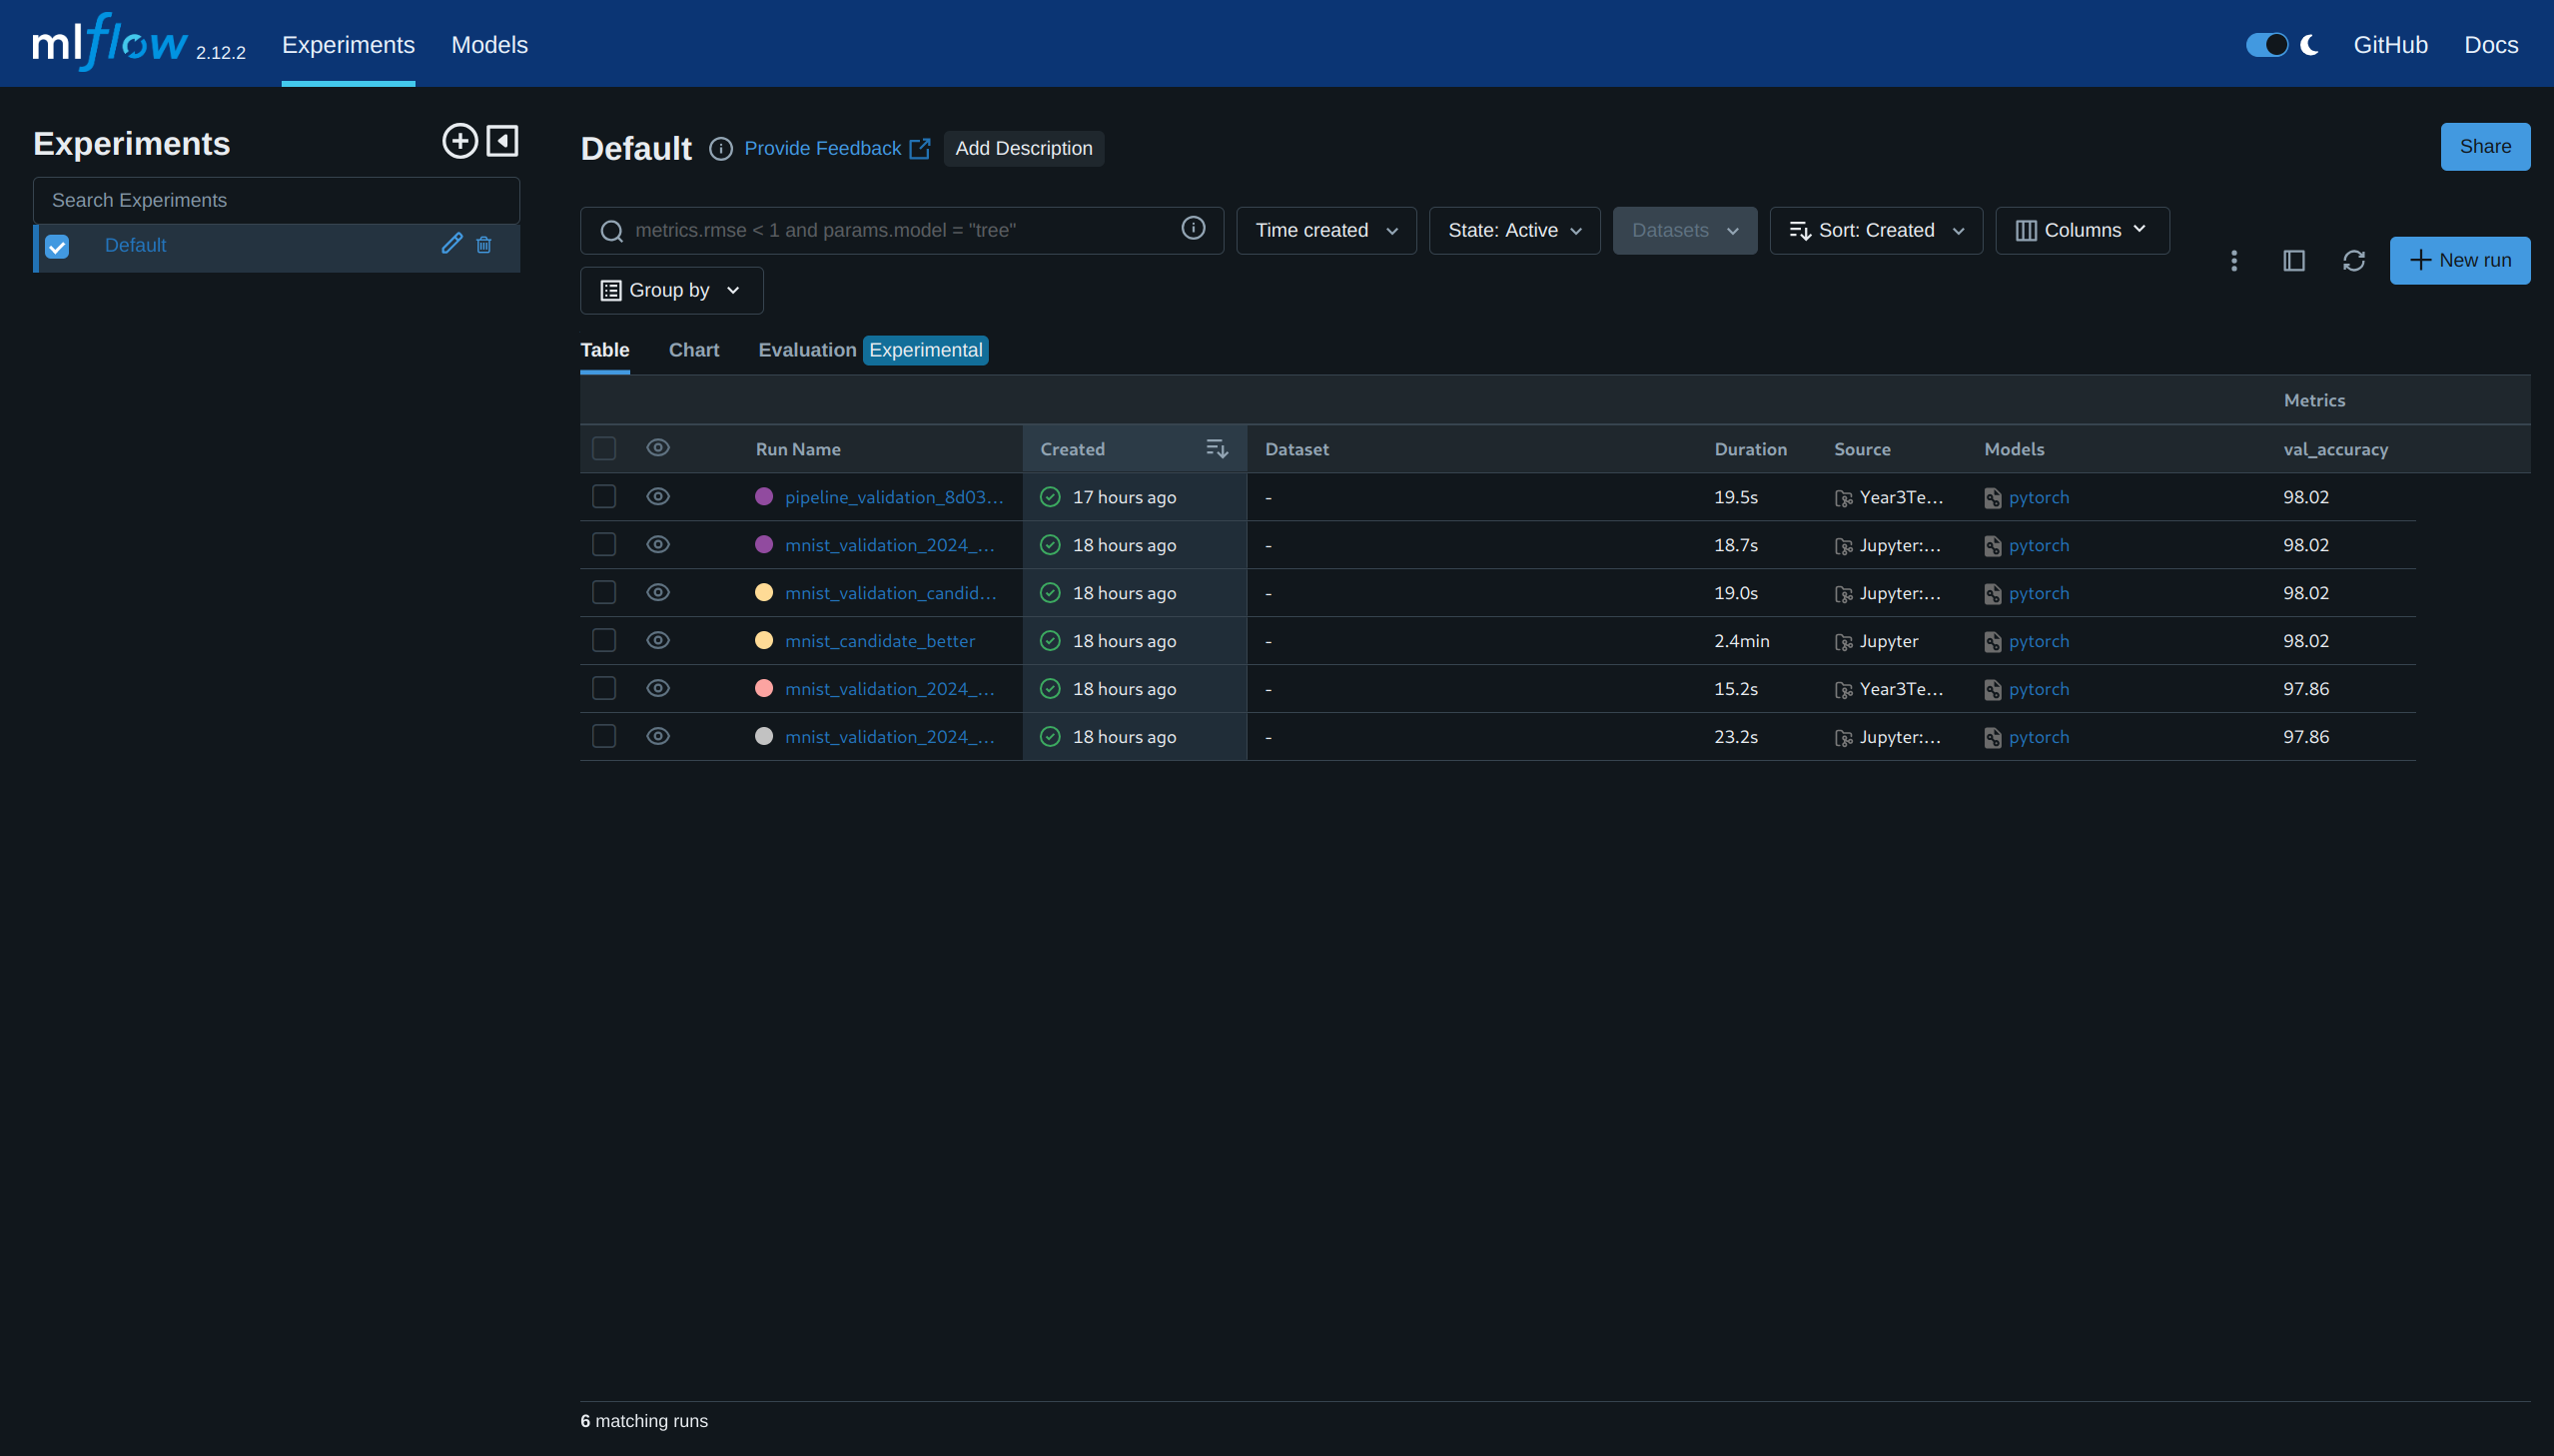 mlflow 2.12.2 Experiments Models GitHub Docs
Experiments
Search Experiments
Default
Default Provide Feedback Add Description Share
metrics.rmse < 1 and params.model = "tree" Time created State: Active Datasets Sort: Created Columns
Group by
New run
Table Chart Evaluation Experimental
Metrics
Run Name Created Dataset Duration Source Models val_accuracy
pipeline_validation_8d03... 17 hours ago - 19.5s Year3Te... pytorch 98.02
mnist_validation_2024_... 18 hours ago - 18.7s Jupyter:... pytorch 98.02
mnist_validation_candid... 18 hours ago - 19.0s Jupyter:... pytorch 98.02
mnist_candidate_better 18 hours ago - 2.4min Jupyter pytorch 98.02
mnist_validation_2024_... 18 hours ago - 15.2s Year3Te... pytorch 97.86
mnist_validation_2024_... 18 hours ago - 23.2s Jupyter:... pytorch 97.86
6 matching runs